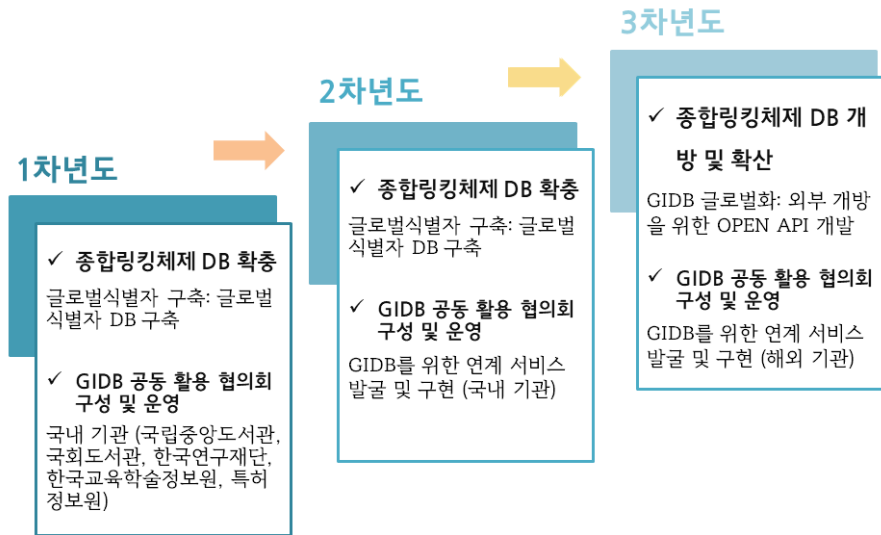 1차년도
✓ 종합링킹체제 DB 확충
글로벌식별자 구축: 글로벌
식별자 DB 구축
✓ GIDB 공동 활용 협의회
구성 및 운영
국내 기관 (국립중앙도서관,
국회도서관, 한국연구재단,
한국교육학술정보원, 특허
정보원)
2차년도
✓ 종합링킹체제 DB 확충
글로벌식별자 구축: 글로벌
식별자 DB 구축
✓ GIDB 공동 활용 협의회
구성 및 운영
GIDB를 위한 연계 서비스
발굴 및 구현 (국내 기관)
3차년도
✓ 종합링킹체제 DB 개
방 및 확산
GIDB 글로벌화: 외부 개방
을 위한 OPEN API 개발
✓ GIDB 공동 활용 협의회
구성 및 운영
GIDB를 위한 연계 서비스
발굴 및 구현 (해외 기관)